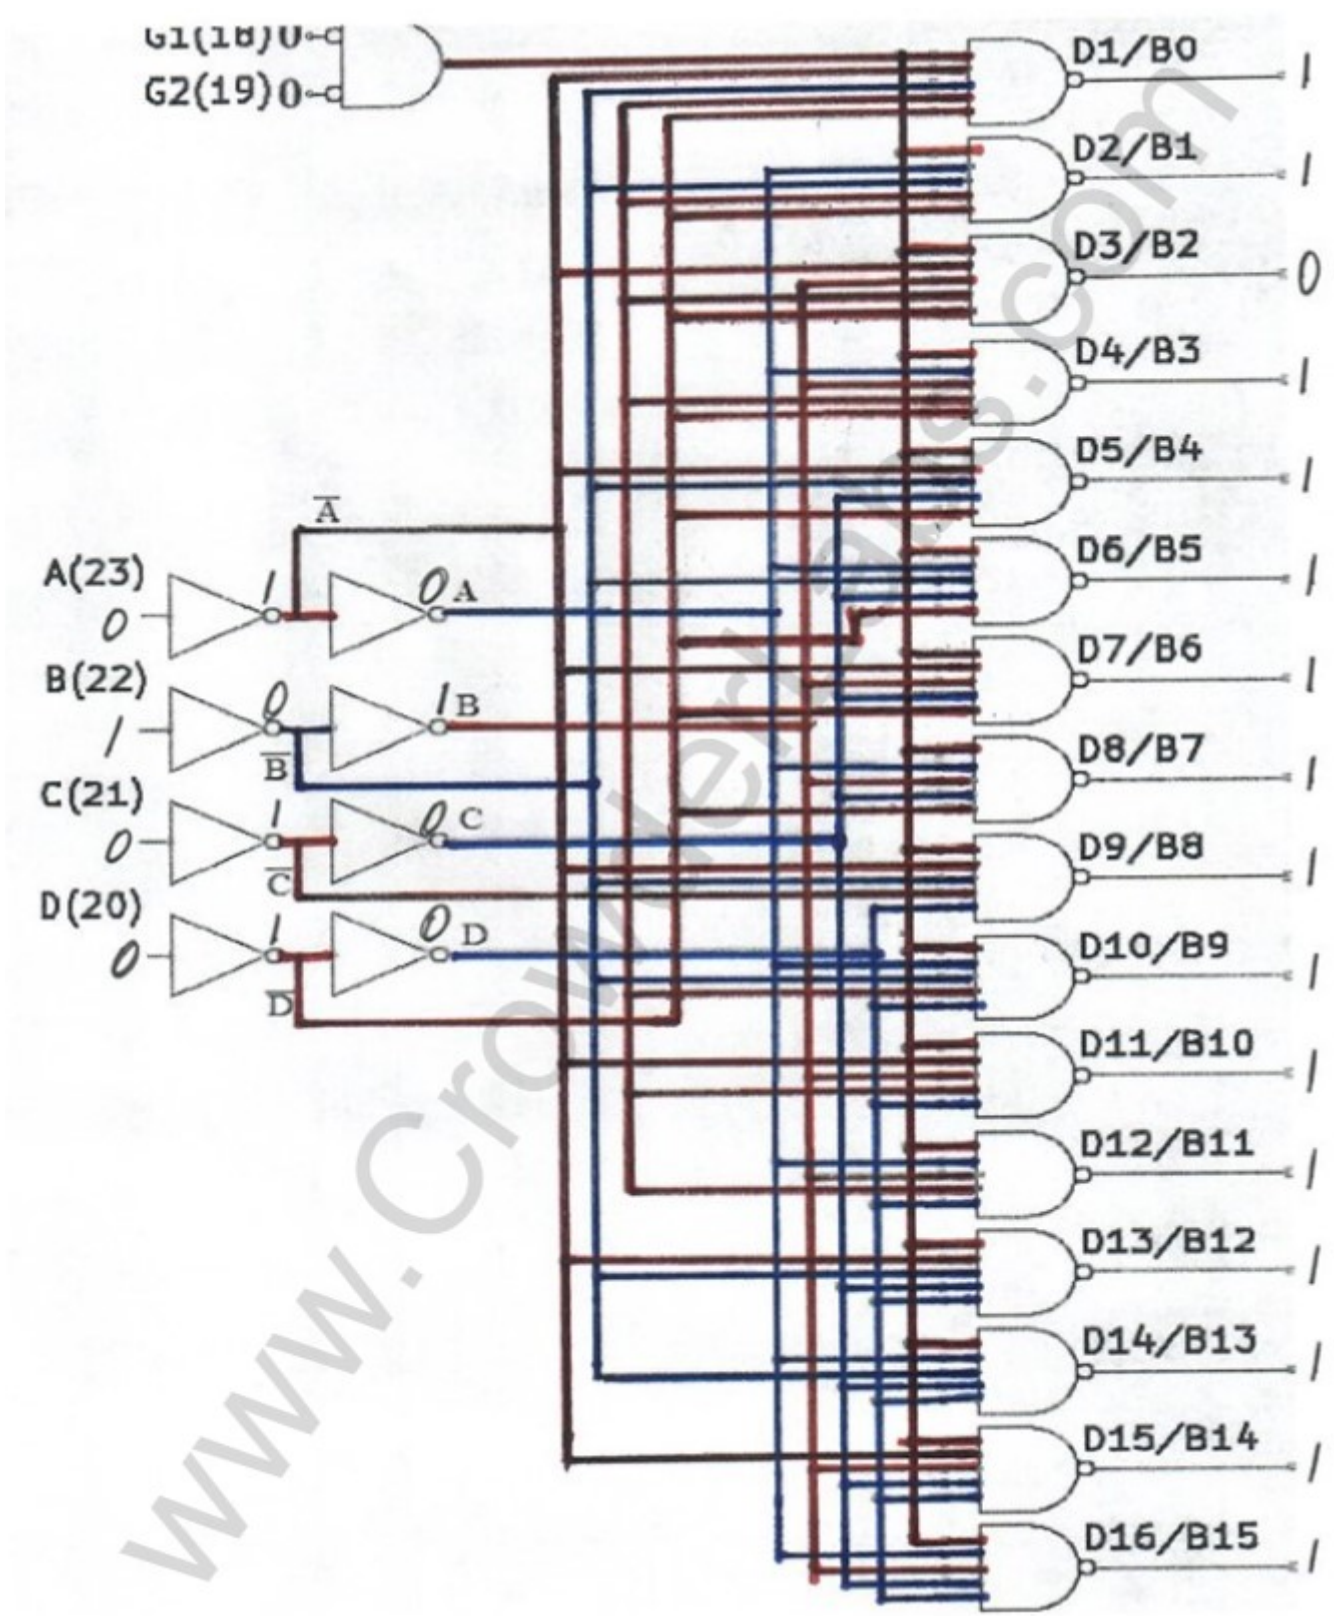 G1(18) 0
G2(19) 0
D1/B0 1
D2/B1 1
D3/B2 0
D4/B3 1
D5/B4 1
D6/B5 1
D7/B6 1
D8/B7 1
D9/B8 1
D10/B9 1
D11/B10 1
D12/B11 1
D13/B12 1
D14/B13 1
D15/B14 1
D16/B15 1
A̅
A(23) 1 0 A
0
B(22) 0 1 B
1
B̅
C(21) 1 0 C
0
C̅
D(20) 1 0 D
0
D̅
www.Crowderlabs.com